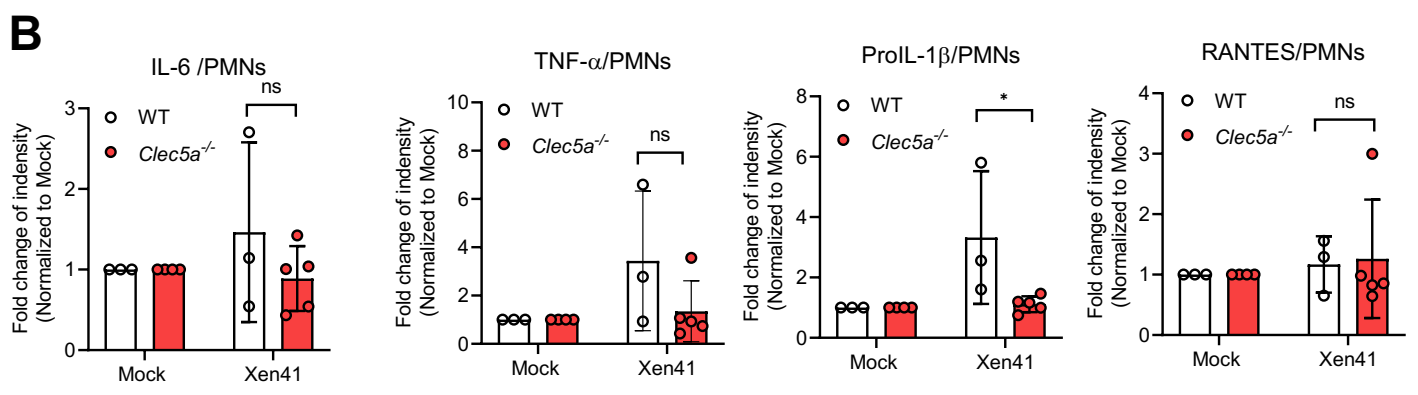 B
IL-6 /PMNs
ns
WT
Clec5a-/-
Fold change of indensity
(Normalized to Mock)
3
2
1
0
Mock
Xen41
TNF-α/PMNs
ns
WT
Clec5a-/-
Fold change of indensity
(Normalized to Mock)
10
8
6
4
2
0
Mock
Xen41
ProIL-1β/PMNs
*
WT
Clec5a-/-
Fold change of indensity
(Normalized to Mock)
8
6
4
2
0
Mock
Xen41
RANTES/PMNs
ns
WT
Clec5a-/-
Fold change of indensity
(Normalized to Mock)
4
3
2
1
0
Mock
Xen41